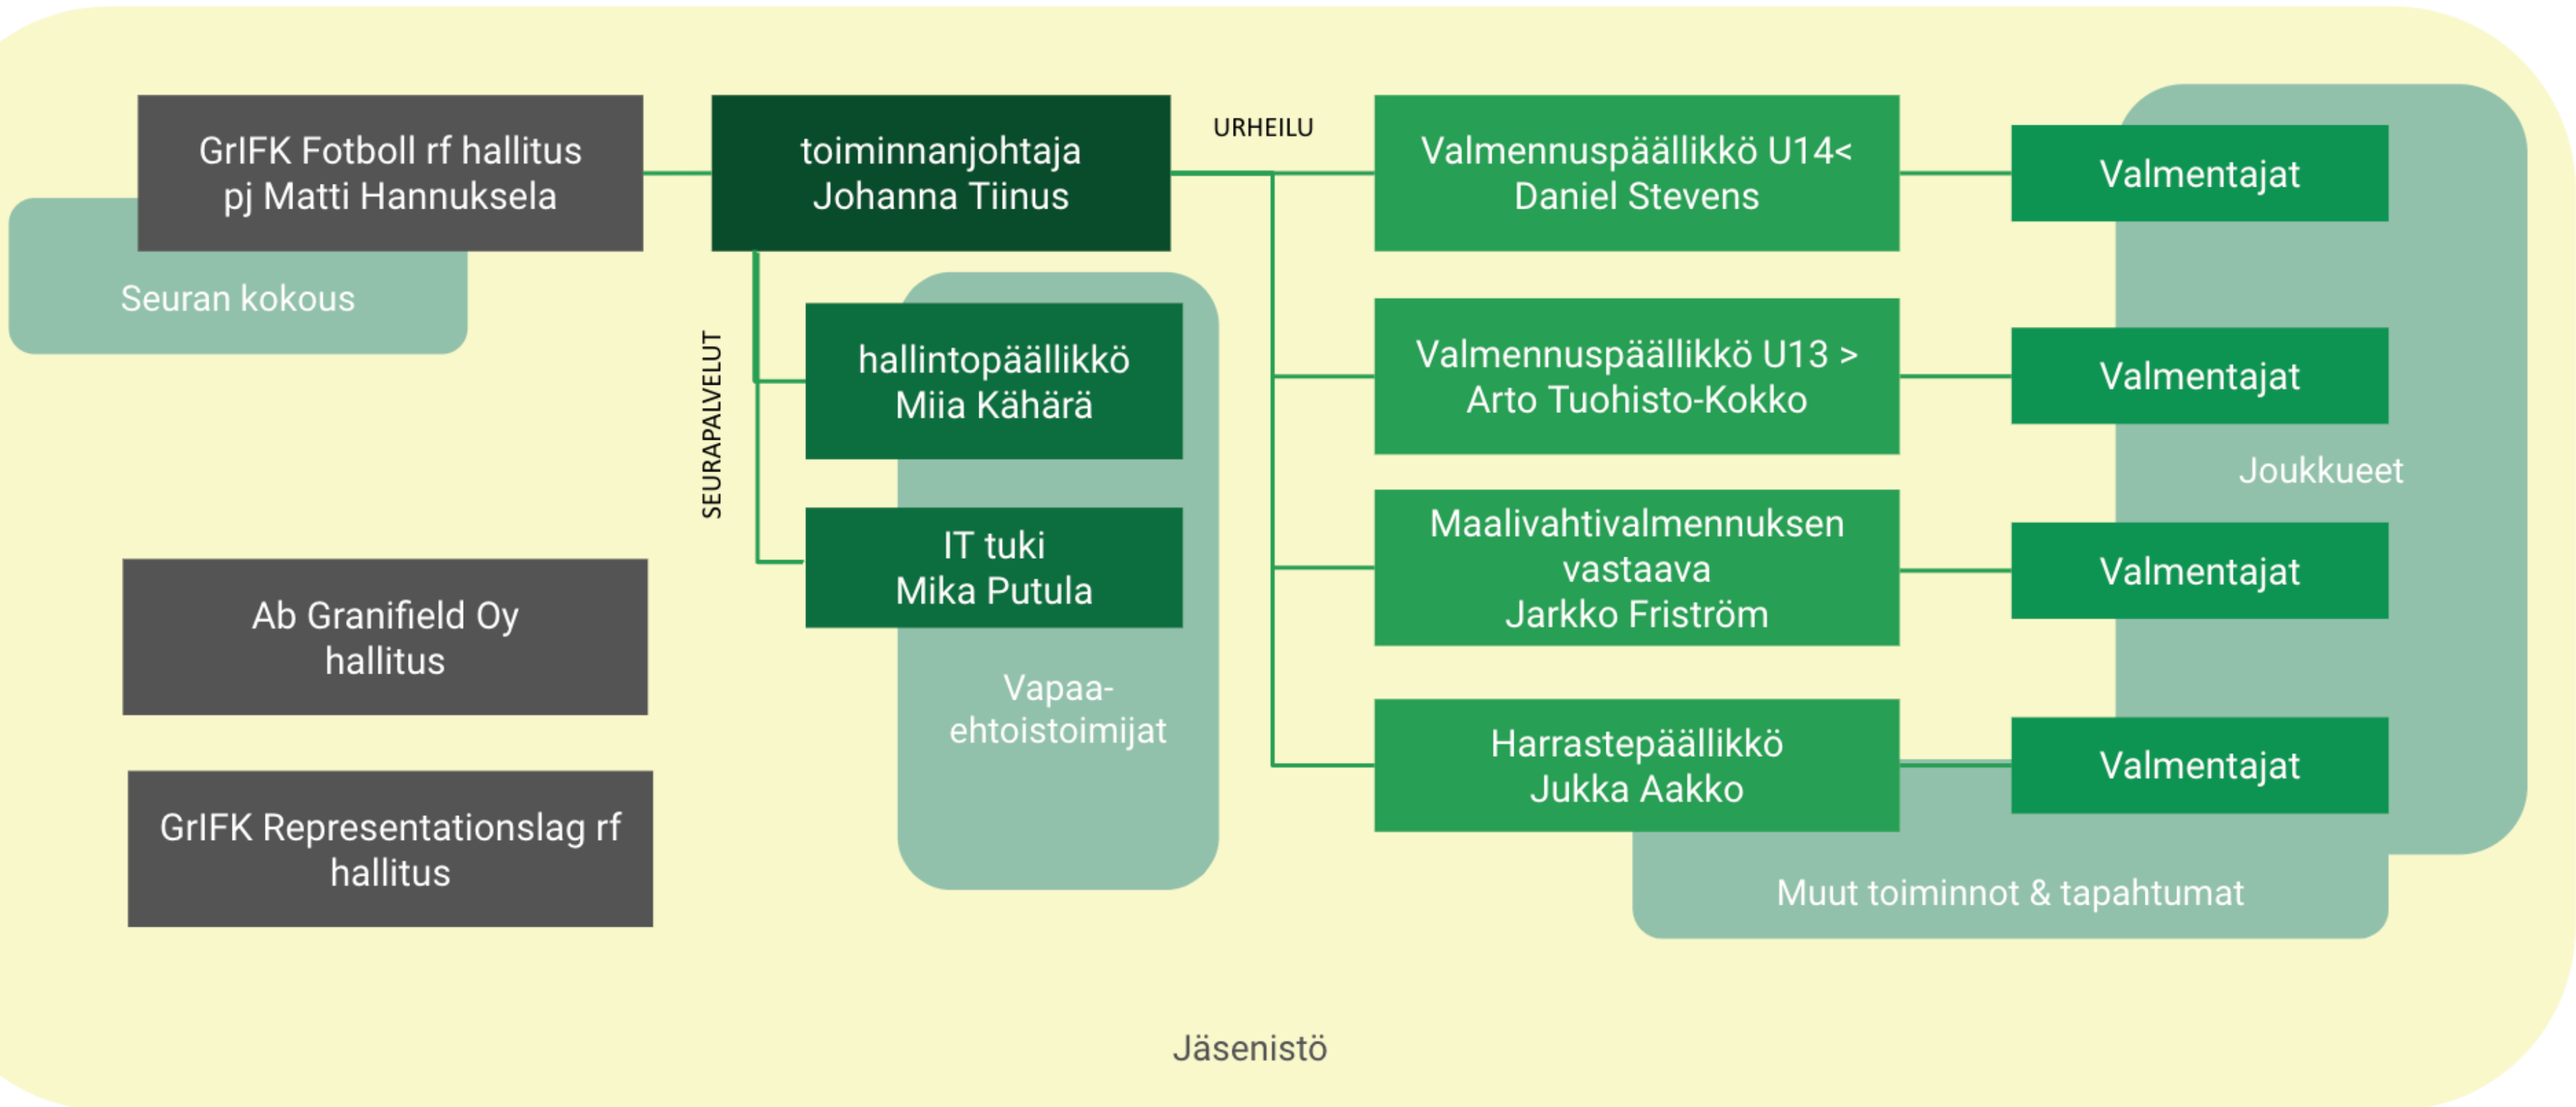 GrIFK Fotboll rf hallitus
pj Matti Hannuksela
Seuran kokous
toiminnanjohtaja
Johanna Tiinus
URHEILU
SEURAPALVELUT
hallintopäällikkö
Miia Kähärä
IT tuki
Mika Putula
Vapaa-
ehtoistoimijat
Valmennuspäällikkö U14<
Daniel Stevens
Valmentajat
Valmennuspäällikkö U13 >
Arto Tuohisto-Kokko
Valmentajat
Joukkueet
Maalivahtivalmennuksen
vastaava
Jarkko Friström
Valmentajat
Harrastepäällikkö
Jukka Aakko
Valmentajat
Muut toiminnot & tapahtumat
Ab Granifield Oy
hallitus
GrIFK Representationslag rf
hallitus
Jäsenistö